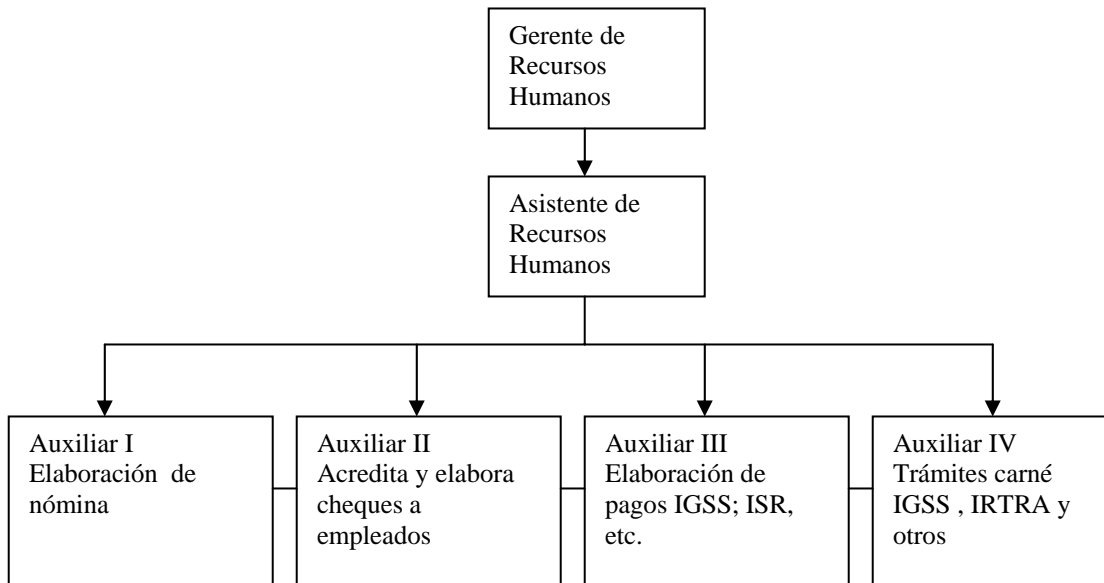 Gerente de
Recursos
Humanos
Asistente de
Recursos
Humanos
Auxiliar I
Elaboración de
nómina
Auxiliar II
Acredita y elabora
cheques a
empleados
Auxiliar III
Elaboración de
pagos IGSS; ISR,
etc.
Auxiliar IV
Trámites carné
IGSS , IRTRA y
otros